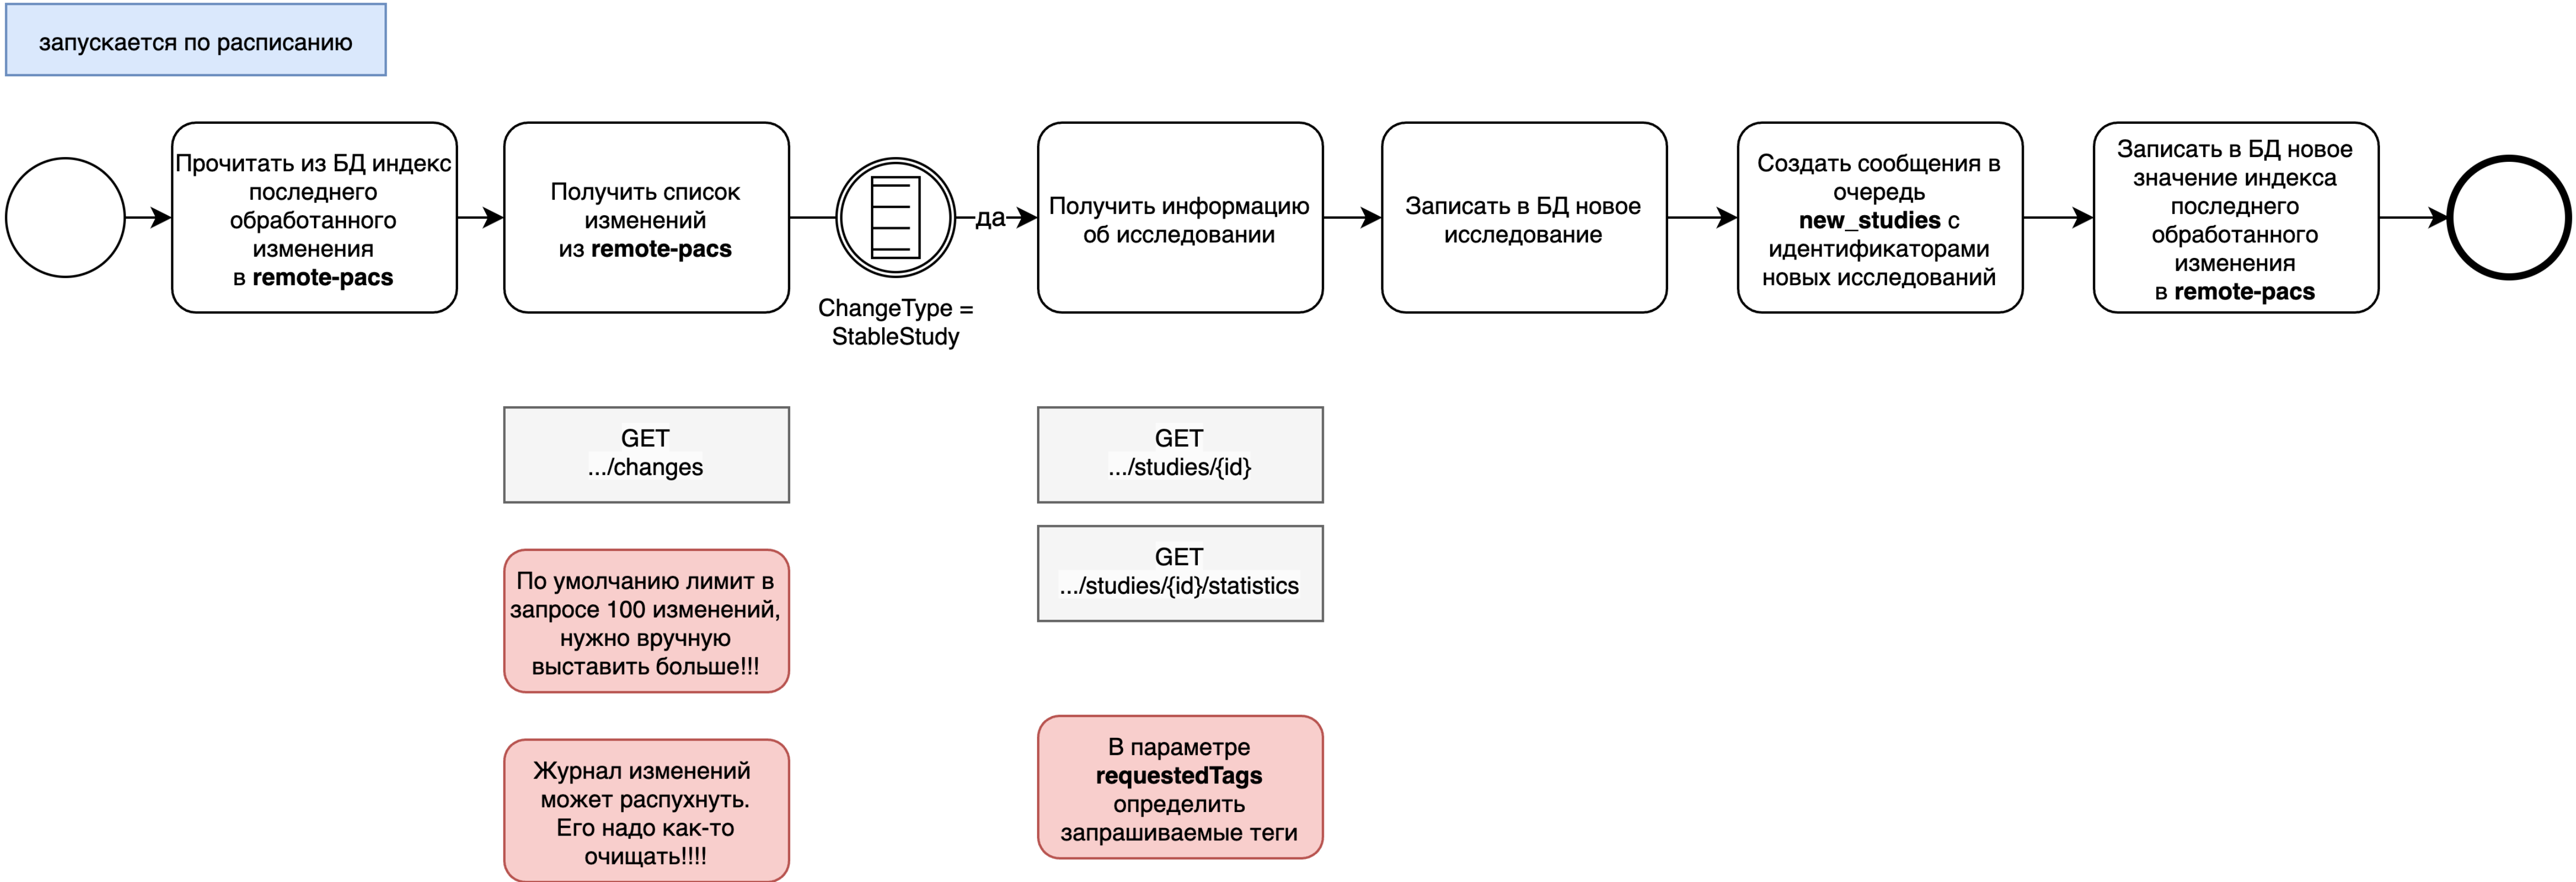 запускается по расписанию
Прочитать из БД индекс
последнего
обработанного
изменения
в remote-pacs
Получить список
изменений
из remote-pacs
ChangeType =
StableStudy
да
Получить информацию
об исследовании
Записать в БД новое
исследование
Создать сообщения в
очередь
new_studies с
идентификаторами
новых исследований
Записать в БД новое
значение индекса
последнего
обработанного
изменения
в remote-pacs
GET
.../changes
GET
.../studies/{id}
GET
.../studies/{id}/statistics
По умолчанию лимит в
запросе 100 изменений,
нужно вручную
выставить больше!!!
Журнал изменений
может распухнуть.
Его надо как-то
очищать!!!!
В параметре
requestedTags
определить
запрашиваемые теги